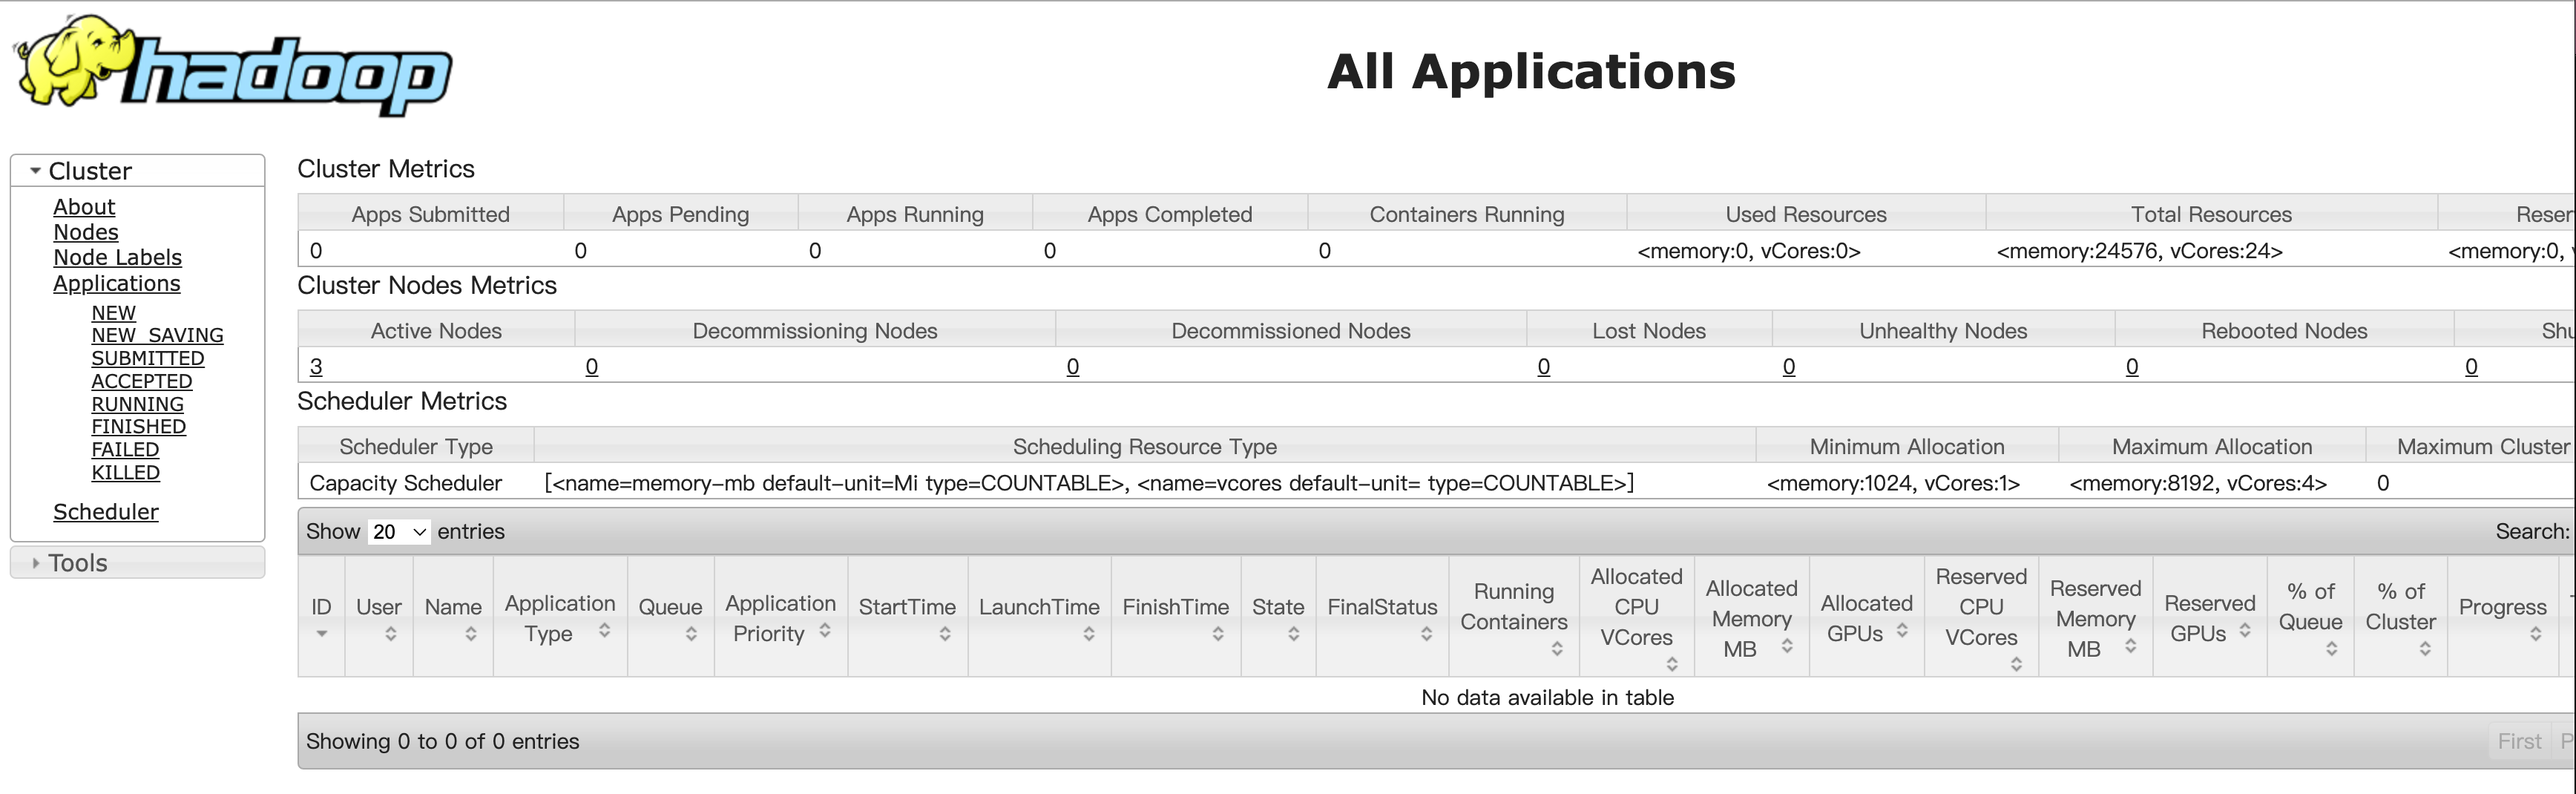 hadoop
All Applications
Cluster
About
Nodes
Node Labels
Applications
NEW
NEW_SAVING
SUBMITTED
ACCEPTED
RUNNING
FINISHED
FAILED
KILLED
Scheduler
Tools
Cluster Metrics
Apps Submitted Apps Pending Apps Running Apps Completed Containers Running Used Resources Total Resources
0 0 0 0 0 <memory:0, vCores:0> <memory:24576, vCores:24> <memory:0,
Cluster Nodes Metrics
Active Nodes Decommissioning Nodes Decommissioned Nodes Lost Nodes Unhealthy Nodes Rebooted Nodes
3 0 0 0 0 0 0
Scheduler Metrics
Scheduler Type Scheduling Resource Type Minimum Allocation Maximum Allocation Maximum Cluster
Capacity Scheduler [<name=memory-mb default-unit=Mi type=COUNTABLE>, <name=vcores default-unit= type=COUNTABLE>] <memory:1024, vCores:1> <memory:8192, vCores:4> 0
Show 20 entries Search:
ID User Name Application Type Queue Application Priority StartTime LaunchTime FinishTime State FinalStatus Running Containers Allocated CPU VCores Allocated Memory MB Allocated GPUs Reserved CPU VCores Reserved Memory MB Reserved GPUs % of Queue % of Cluster Progress
No data available in table
Showing 0 to 0 of 0 entries First